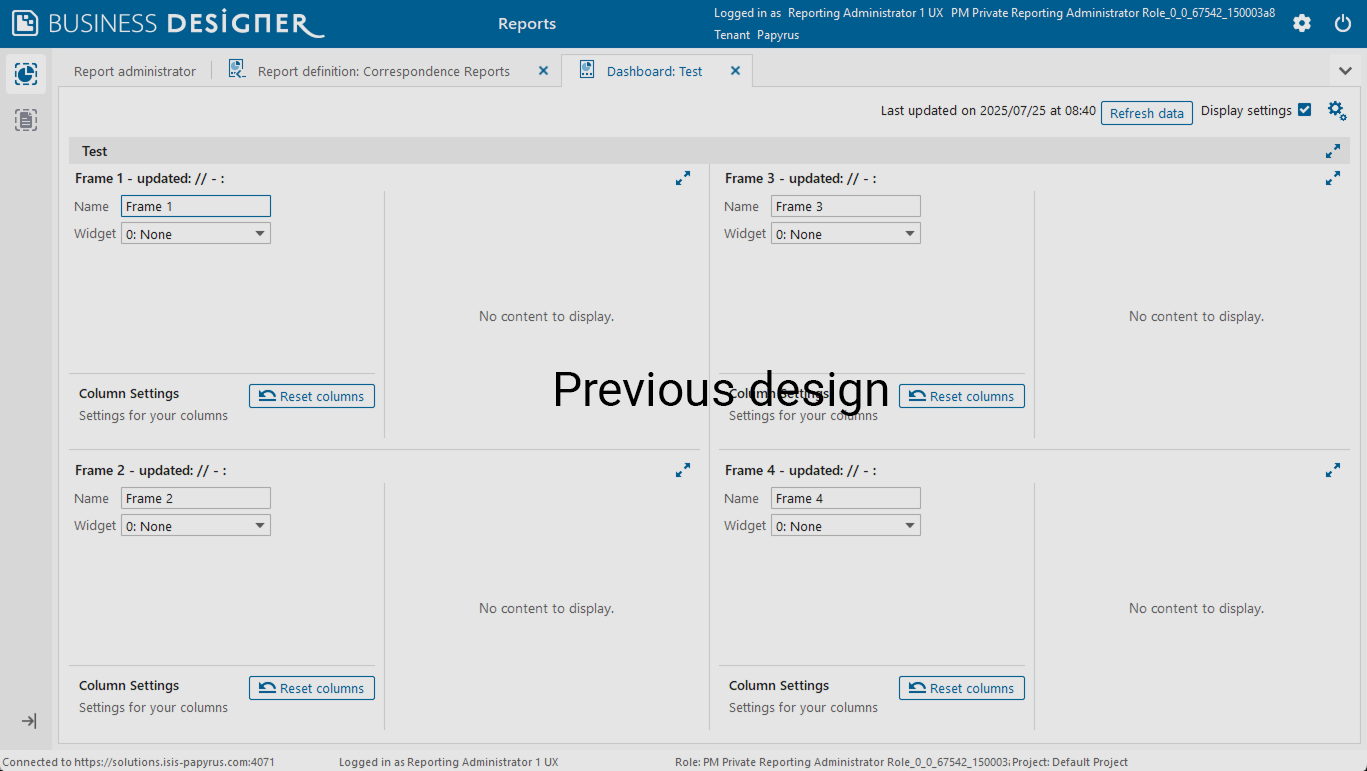 BUSINESS DESIGNER
Reports
Logged in as Reporting Administrator 1 UX PM Private Reporting Administrator Role_0_0_67542_150003a8
Tenant Papyrus
Report administrator
Report definition: Correspondence Reports
Dashboard: Test
Last updated on 2025/07/25 at 08:40
Refresh data
Display settings
Test
Frame 1 - updated: // - :
Name Frame 1
Widget 0: None
No content to display.
Column Settings
Reset columns
Settings for your columns
Frame 3 - updated: // - :
Name Frame 3
Widget 0: None
No content to display.
Column Settings
Reset columns
Settings for your columns
Previous design
Frame 2 - updated: // - :
Name Frame 2
Widget 0: None
No content to display.
Column Settings
Reset columns
Settings for your columns
Frame 4 - updated: // - :
Name Frame 4
Widget 0: None
No content to display.
Column Settings
Reset columns
Settings for your columns
Connected to https://solutions.isis-papyrus.com:4071
Logged in as Reporting Administrator 1 UX
Role: PM Private Reporting Administrator Role_0_0_67542_150003a
Project: Default Project